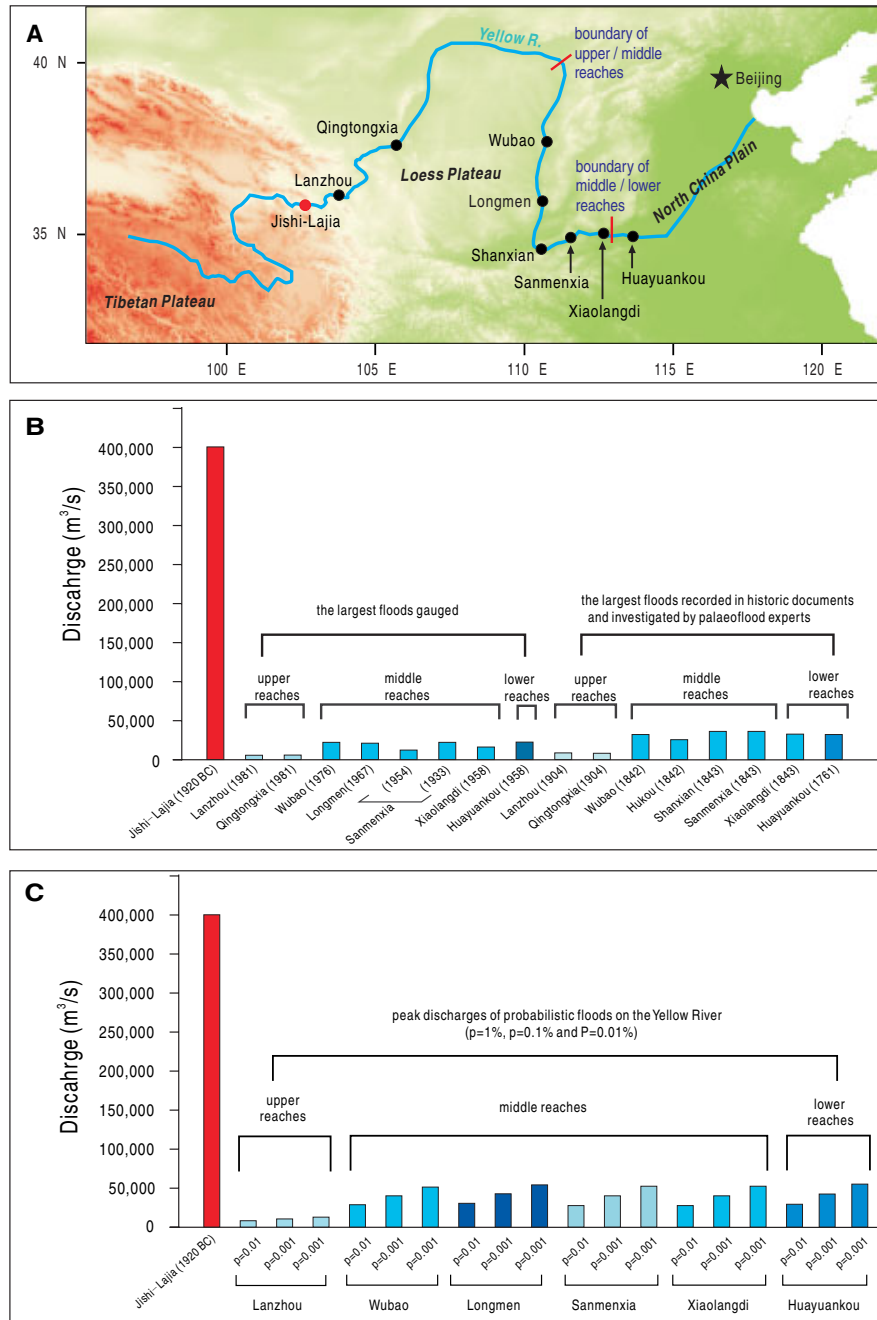 A
40 N
35 N
100 E
105 E
110 E
115 E
120 E
Yellow R.
boundary of
upper / middle
reaches
Beijing
Qingtongxia
Wubao
Lanzhou
Loess Plateau
boundary of
middle / lower
reaches
North China Plain
Jishi-Lajia
Longmen
Shanxian
Sanmenxia
Huayuankou
Xiaolangdi
Tibetan Plateau
B
Discahrge (m³/s)
400,000
350,000
300,000
250,000
200,000
150,000
100,000
50,000
0
the largest floods gauged
the largest floods recorded in historic documents
and investigated by palaeoflood experts
upper
reaches
middle
reaches
lower
reaches
upper
reaches
middle
reaches
lower
reaches
Jishi-Lajia (1920 BC)
Lanzhou (1981)
Qingtongxia (1981)
Wubao (1976)
Longmen(1967)
(1954)
(1933)
Sanmenxia
Xiaolangdi (1958)
Huayuankou (1958)
Lanzhou (1904)
Qingtongxia(1904)
Wubao (1842)
Hukou (1842)
Shanxian (1843)
Sanmenxia (1843)
Xiaolangdi (1843)
Huayuankou (1761)
C
Discahrge (m³/s)
400,000
350,000
300,000
250,000
200,000
150,000
100,000
50,000
0
peak discharges of probabilistic floods on the Yellow River
(p=1%, p=0.1% and P=0.01%)
upper
reaches
middle reaches
lower
reaches
Jishi-Lajia (1920 BC)
p=0.01
p=0.001
p=0.001
p=0.01
p=0.001
p=0.001
p=0.01
p=0.001
p=0.001
p=0.01
p=0.001
p=0.001
p=0.01
p=0.001
p=0.001
p=0.01
p=0.001
p=0.001
Lanzhou
Wubao
Longmen
Sanmenxia
Xiaolangdi
Huayuankou